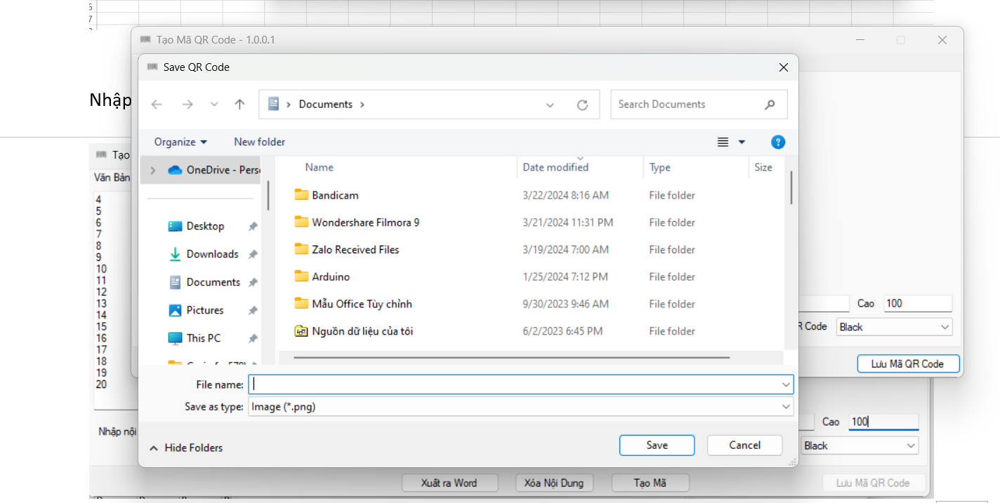 6
7
Tạo Mã QR Code - 1.0.0.1
Save QR Code
Nhập
Documents
Search Documents
Organize
New folder
?
Tạo
Văn Bản
OneDrive - Pers
Name
Date modified
Type
Size
Bandicam
3/22/2024 8:16 AM
File folder
Desktop
Wondershare Filmora 9
3/21/2024 11:31 PM
File folder
Downloads
Zalo Received Files
3/19/2024 7:00 AM
File folder
Documents
Arduino
1/25/2024 7:12 PM
File folder
Pictures
Mẫu Office Tùy chỉnh
9/30/2023 9:46 AM
File folder
This PC
Nguồn dữ liệu của tôi
6/2/2023 6:45 PM
File folder
4
5
6
7
8
9
10
11
12
13
14
15
16
17
18
19
20
Cao 100
R Code Black
Lưu Mã QR Code
File name:
Save as type: Image (*.png)
Nhập nội
Hide Folders
Save
Cancel
Cao 100
Black
Xuất ra Word
Xóa Nội Dung
Tạo Mã
Lưu Mã QR Code